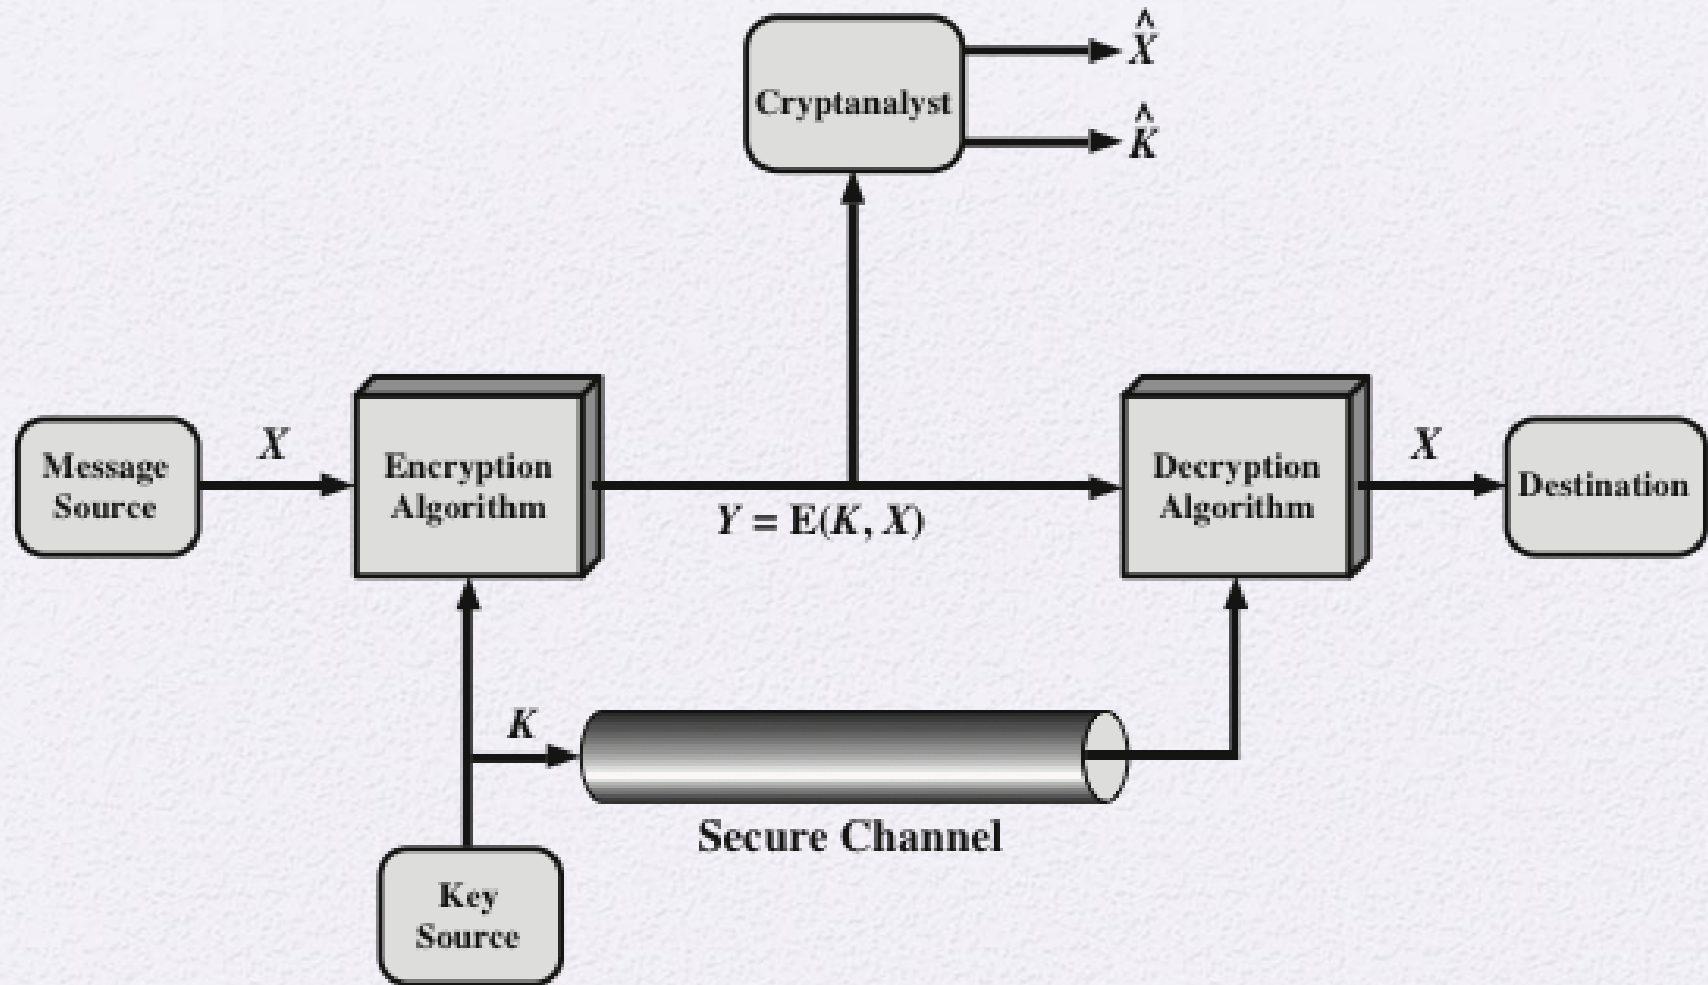 X̂
Cryptanalyst
K̂
X
X
Message
Source
Encryption
Algorithm
Decryption
Algorithm
Destination
Y = E(K, X)
K
Secure Channel
Key
Source